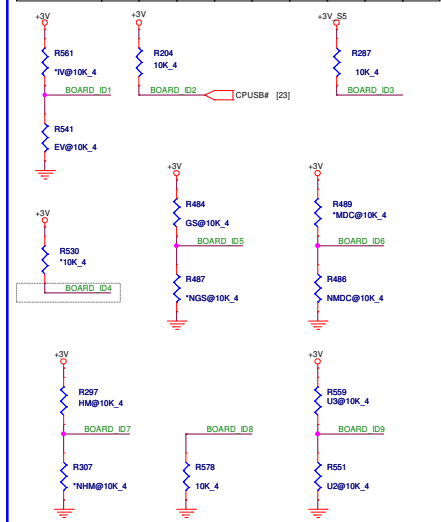 +3V
R561
*IV@10K_4
BOARD_ID1
R541
EV@10K_4
+3V
R204
10K_4
BOARD_ID2
CPUSB# [23]
+3V_S5
R287
10K_4
BOARD_ID3
+3V
R530
*10K_4
BOARD_ID4
+3V
R484
GS@10K_4
BOARD_ID5
R487
*NGS@10K_4
+3V
R489
*MDC@10K_4
BOARD_ID6
R486
NMDC@10K_4
+3V
R297
HM@10K_4
BOARD_ID7
R307
*NHM@10K_4
BOARD_ID8
R578
10K_4
+3V
R559
U3@10K_4
BOARD_ID9
R551
U2@10K_4